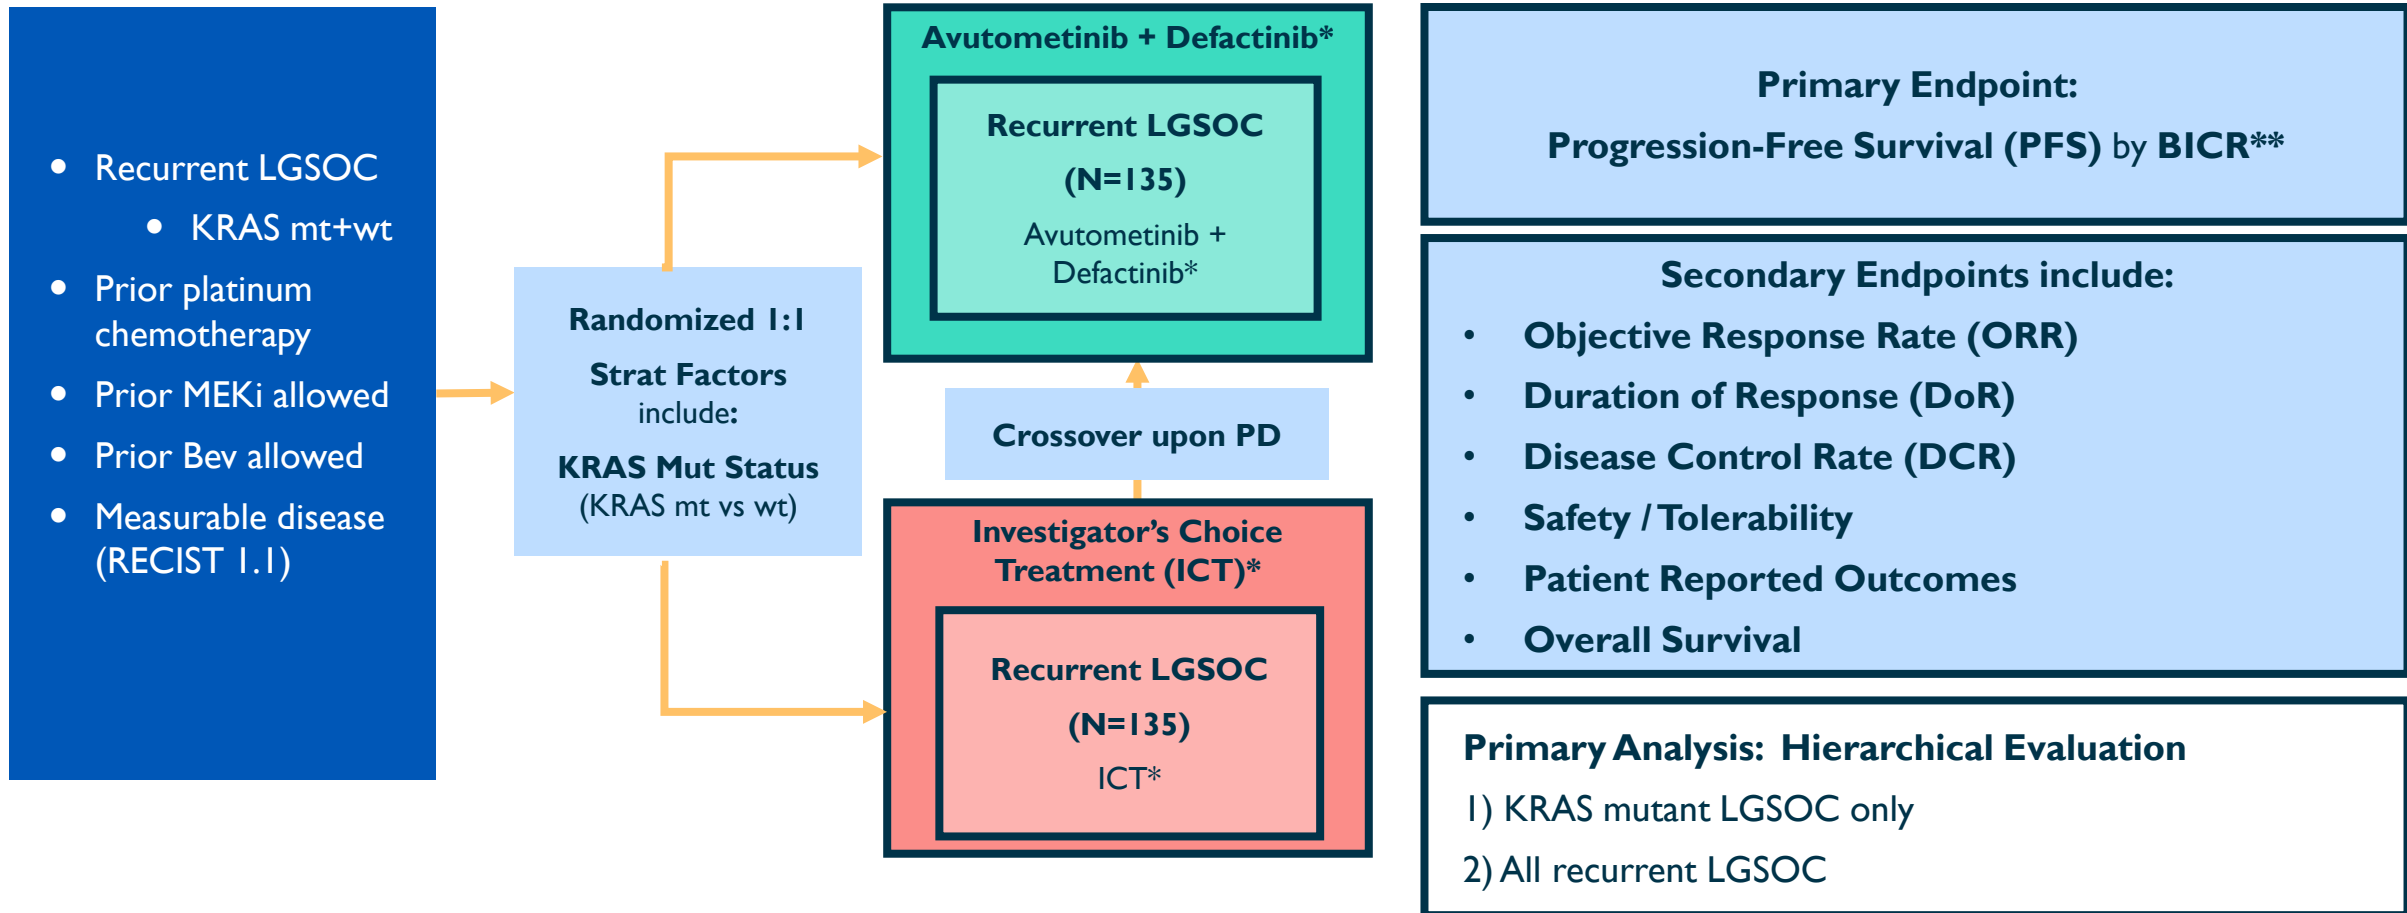 • Recurrent LGSOC
• KRAS mt+wt
• Prior platinum
chemotherapy
• Prior MEKi allowed
• Prior Bev allowed
• Measurable disease
(RECIST 1.1)
Randomized 1:1
Strat Factors
include:
KRAS Mut Status
(KRAS mt vs wt)
Avutometinib + Defactinib*
Recurrent LGSOC
(N=135)
Avutometinib +
Defactinib*
Crossover upon PD
Investigator’s Choice
Treatment (ICT)*
Recurrent LGSOC
(N=135)
ICT*
Primary Endpoint:
Progression-Free Survival (PFS) by BICR**
Secondary Endpoints include:
• Objective Response Rate (ORR)
• Duration of Response (DoR)
• Disease Control Rate (DCR)
• Safety / Tolerability
• Patient Reported Outcomes
• Overall Survival
Primary Analysis: Hierarchical Evaluation
1) KRAS mutant LGSOC only
2) All recurrent LGSOC